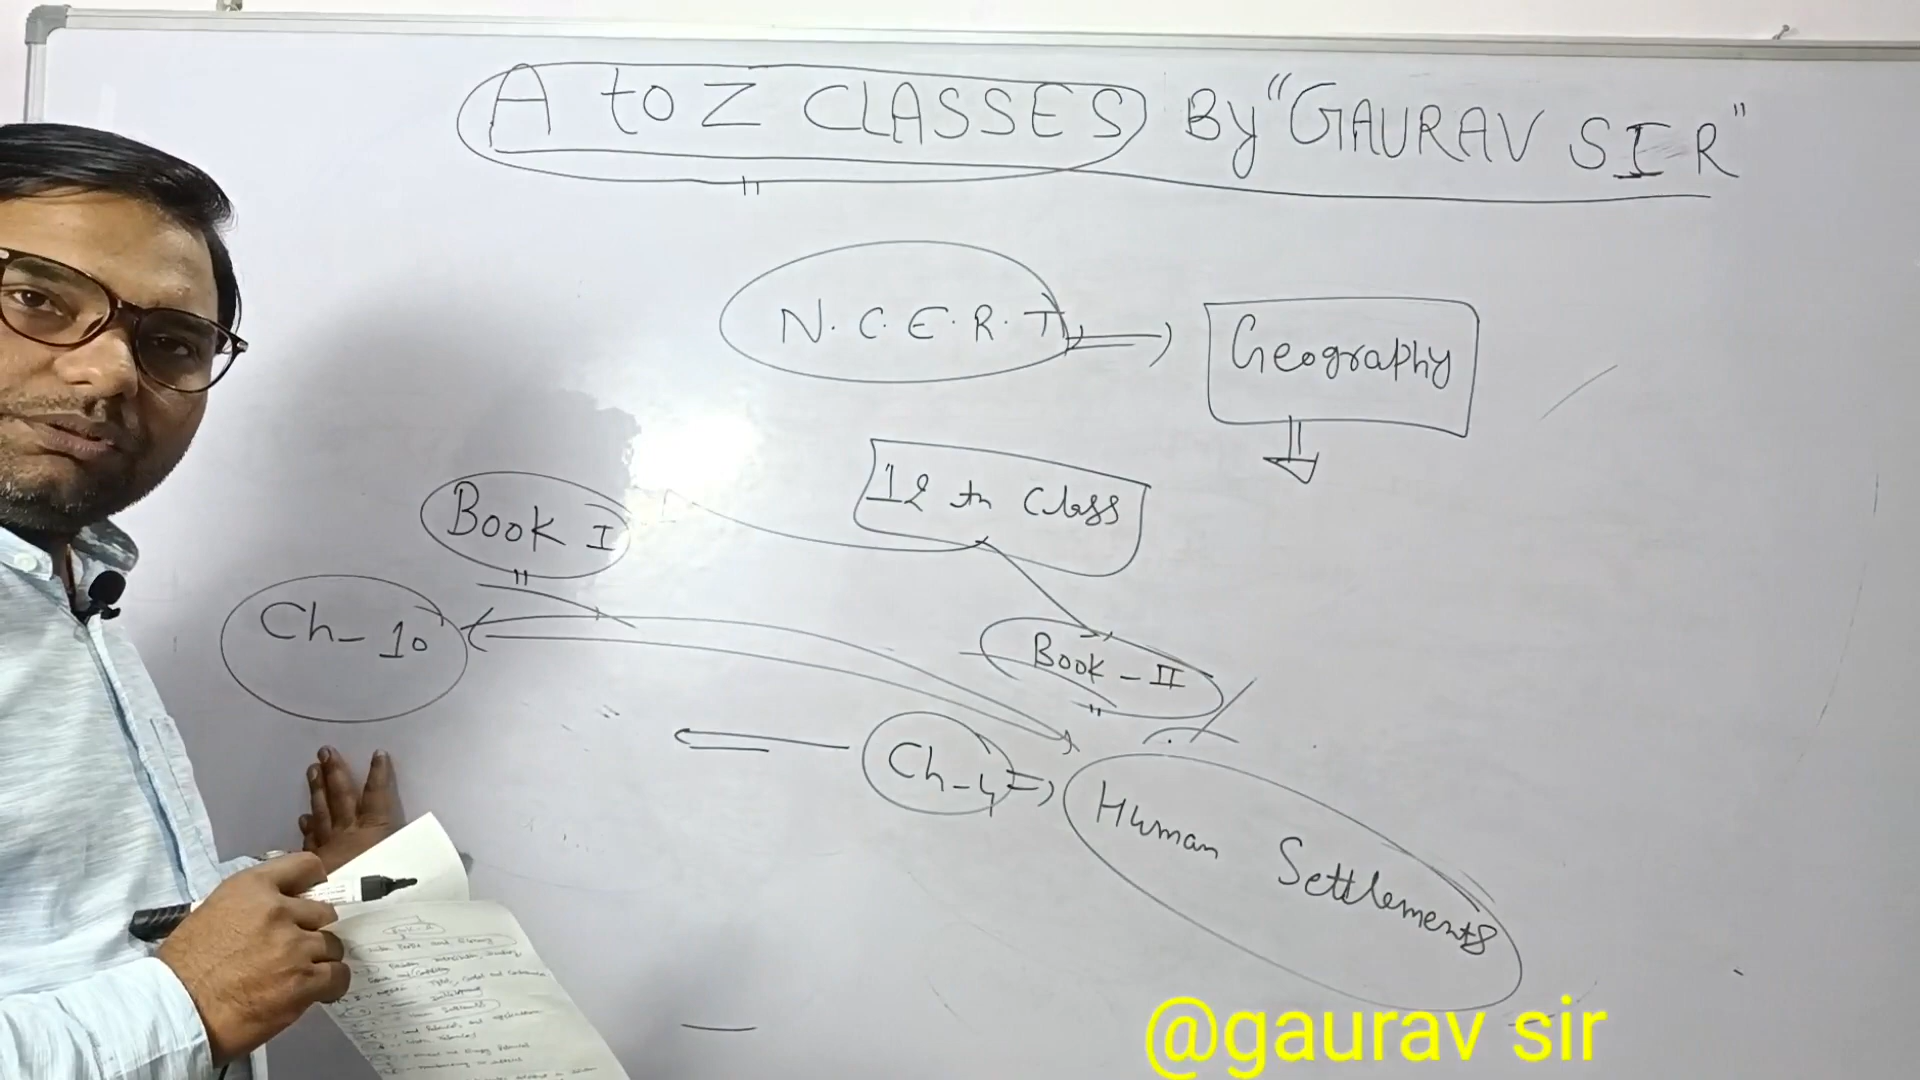 A to Z CLASSES By "GAURAV SIR"
N.C.E.R.T
Geography
12 th Class
Book I
Ch-10
Book-II
Ch-4
Human Settlements
@gaurav sir